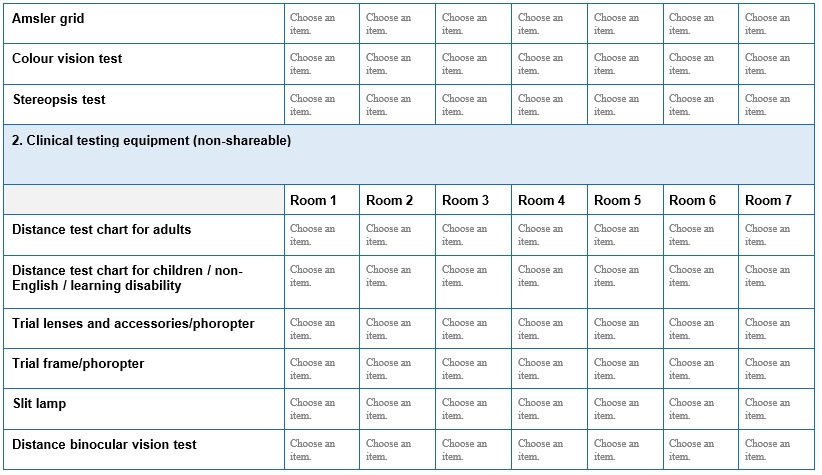 Amsler grid Choose an item. Choose an item. Choose an item. Choose an item. Choose an item. Choose an item. Choose an item.
Colour vision test Choose an item. Choose an item. Choose an item. Choose an item. Choose an item. Choose an item. Choose an item.
Stereopsis test Choose an item. Choose an item. Choose an item. Choose an item. Choose an item. Choose an item. Choose an item.
2. Clinical testing equipment (non-shareable)
Room 1 Room 2 Room 3 Room 4 Room 5 Room 6 Room 7
Distance test chart for adults Choose an item. Choose an item. Choose an item. Choose an item. Choose an item. Choose an item. Choose an item.
Distance test chart for children / non-English / learning disability Choose an item. Choose an item. Choose an item. Choose an item. Choose an item. Choose an item. Choose an item.
Trial lenses and accessories/phoropter Choose an item. Choose an item. Choose an item. Choose an item. Choose an item. Choose an item. Choose an item.
Trial frame/phoropter Choose an item. Choose an item. Choose an item. Choose an item. Choose an item. Choose an item. Choose an item.
Slit lamp Choose an item. Choose an item. Choose an item. Choose an item. Choose an item. Choose an item. Choose an item.
Distance binocular vision test Choose an item. Choose an item. Choose an item. Choose an item. Choose an item. Choose an item. Choose an item.